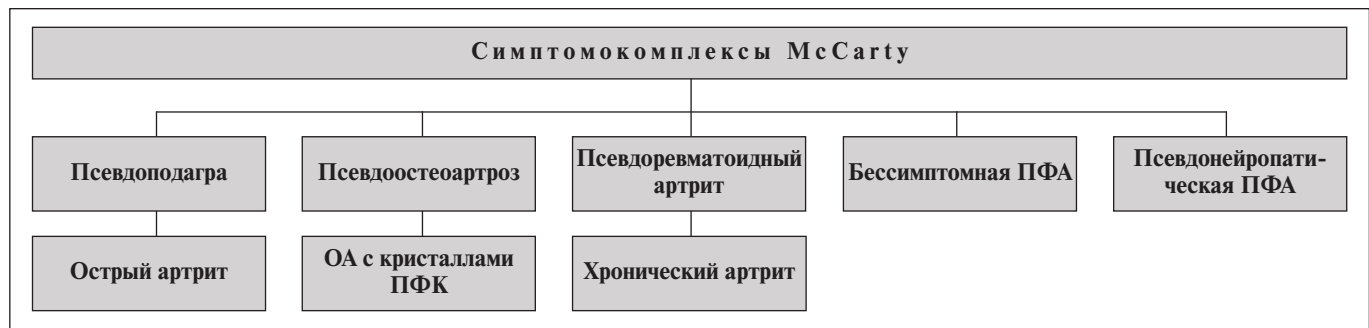 Симптомокомплексы McCarty
Псевдоподагра
Псевдоостеоартроз
Псевдоревматоидный
артрит
Бессимптомная ПФА
Псевдонейропати-
ческая ПФА
Острый артрит
ОА с кристаллами
ПФК
Хронический артрит